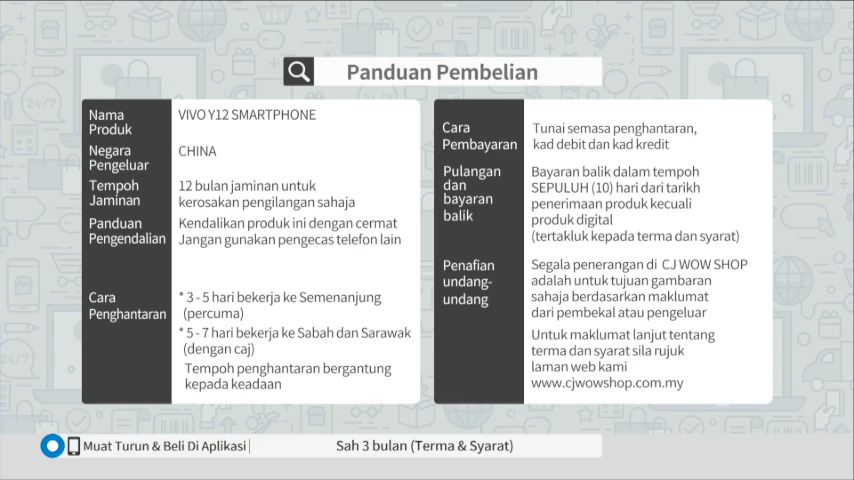 Panduan Pembelian
Nama
Produk
VIVO Y12 SMARTPHONE
Negara
Pengeluar
CHINA
Tempoh
Jaminan
12 bulan jaminan untuk
kerosakan pengilangan sahaja
Panduan
Pengendalian
Kendalikan produk ini dengan cermat
Jangan gunakan pengecas telefon lain
Cara
Penghantaran
* 3 - 5 hari bekerja ke Semenanjung
(percuma)
* 5 - 7 hari bekerja ke Sabah dan Sarawak
(dengan caj)
Tempoh penghantaran bergantung
kepada keadaan
Cara
Pembayaran
Tunai semasa penghantaran,
kad debit dan kad kredit
Pulangan
dan
bayaran
balik
Bayaran balik dalam tempoh
SEPULUH (10) hari dari tarikh
penerimaan produk kecuali
produk digital
(tertakluk kepada terma dan syarat)
Penafian
undang-
undang
Segala penerangan di CJ WOW SHOP
adalah untuk tujuan gambaran
sahaja berdasarkan maklumat
dari pembekal atau pengeluar
Untuk maklumat lanjut tentang
terma dan syarat sila rujuk
laman web kami
www.cjwowshop.com.my
24/7
24/7
Muat Turun & Beli Di Aplikasi
Sah 3 bulan (Terma & Syarat)